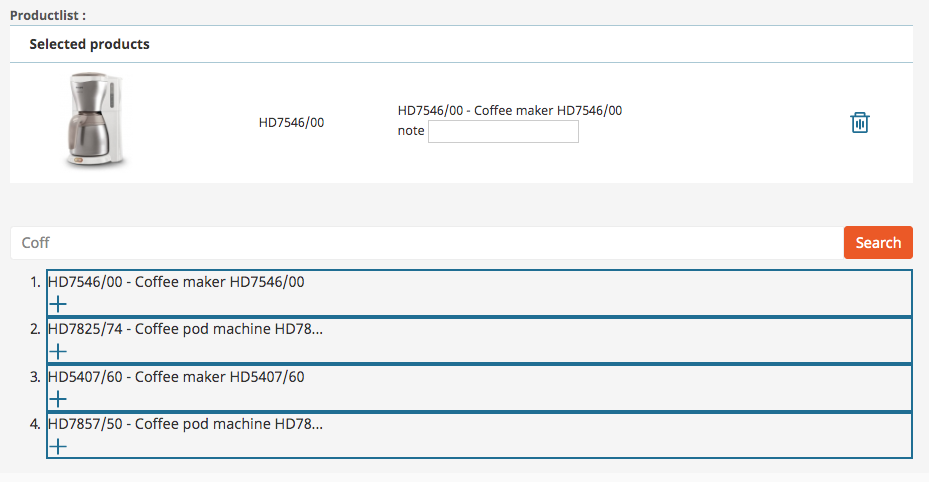 Productlist :
Selected products
HD7546/00
HD7546/00 - Coffee maker HD7546/00
note
Coff
Search
1. HD7546/00 - Coffee maker HD7546/00
2. HD7825/74 - Coffee pod machine HD78...
3. HD5407/60 - Coffee maker HD5407/60
4. HD7857/50 - Coffee pod machine HD78...